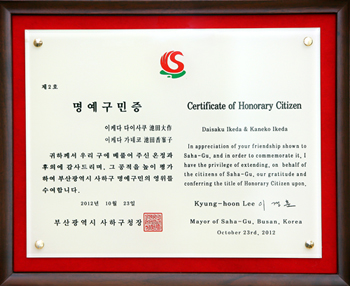 제2호
명예구민증
이케다 다이사쿠 池田大作
이케다 가네코 池田香峯子
귀하께서 우리 구에 베풀어 주신 온정과
후의에 감사드리며, 그 공적을 높이 평가
하여 부산광역시 사하구 명예구민의 영위를
수여합니다.
2012년 10월 23일
부산광역시 사하구청장
Certificate of Honorary Citizen
Daisaku Ikeda & Kaneko Ikeda
In appreciation of your friendship shown to
Saha-Gu, and in order to commemorate it, I
have the privilege of extending, on behalf of
the citizens of Saha-Gu, our gratitude and
conferring the title of Honorary Citizen upon,
Kyung-hoon Lee 이경훈
Mayor of Saha-Gu, Busan, Korea
October 23rd, 2012